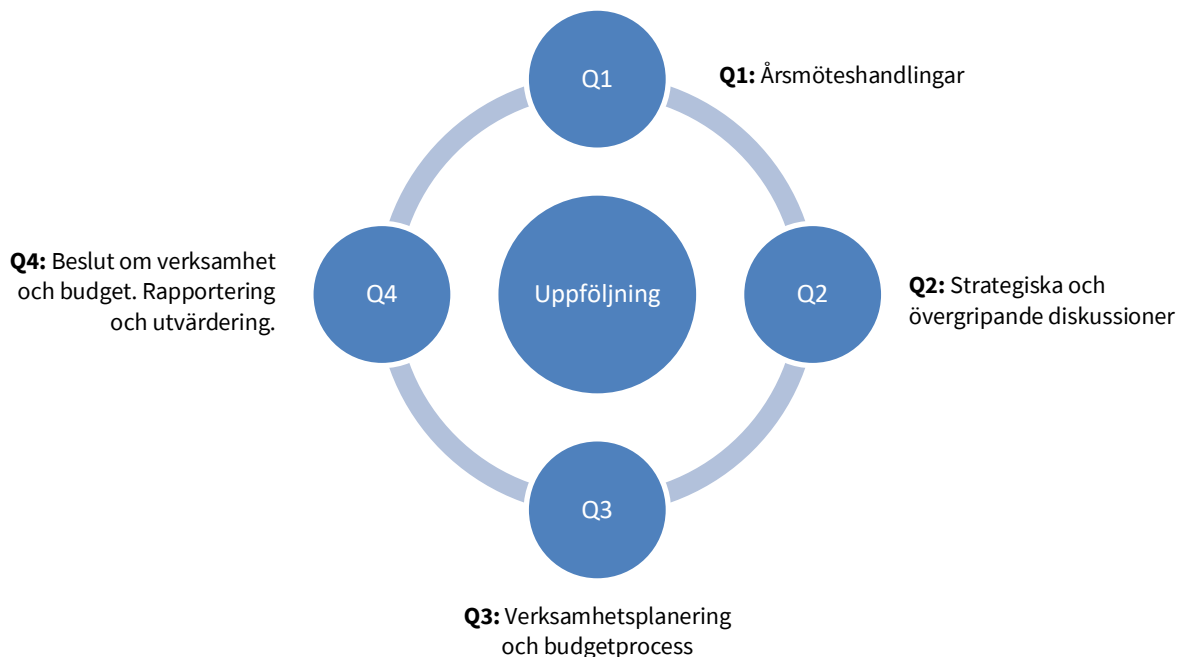 Q1
Q1: Årsmöteshandlingar
Q4: Beslut om verksamhet
och budget. Rapportering
och utvärdering.
Q4
Uppföljning
Q2
Q2: Strategiska och
övergripande diskussioner
Q3
Q3: Verksamhetsplanering
och budgetprocess